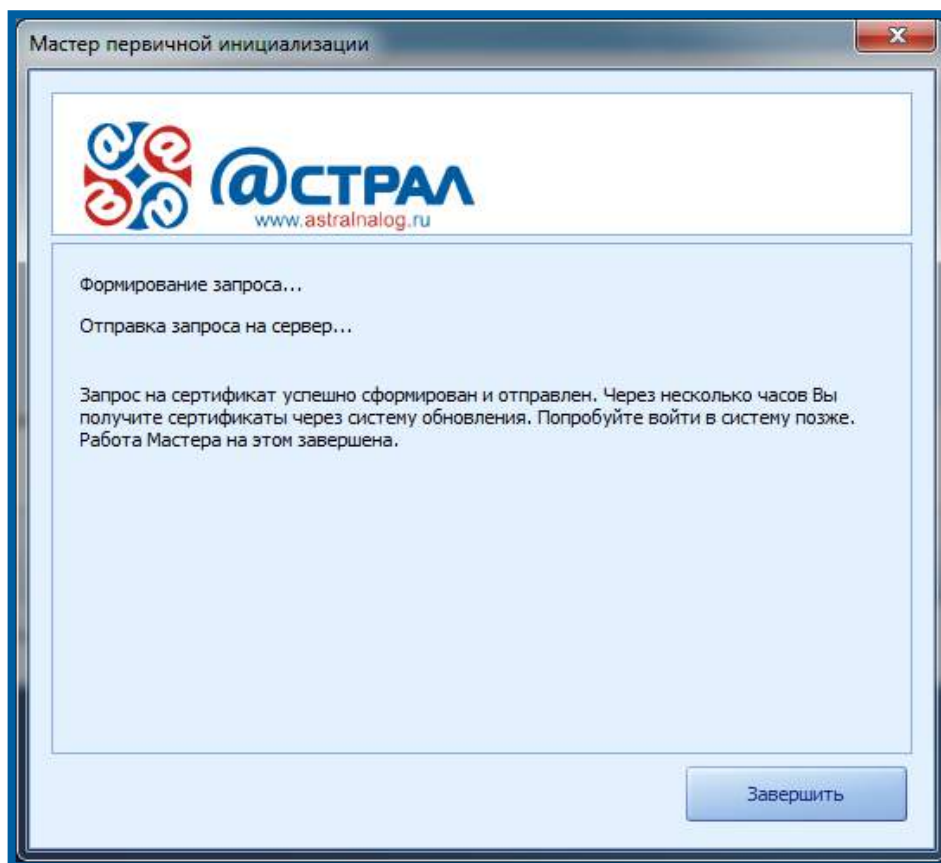 Мастер первичной инициализации
@СТРАЛ
www.astralnalog.ru
Формирование запроса...
Отправка запроса на сервер...
Запрос на сертификат успешно сформирован и отправлен. Через несколько часов Вы
получите сертификаты через систему обновления. Попробуйте войти в систему позже.
Работа Мастера на этом завершена.
Завершить